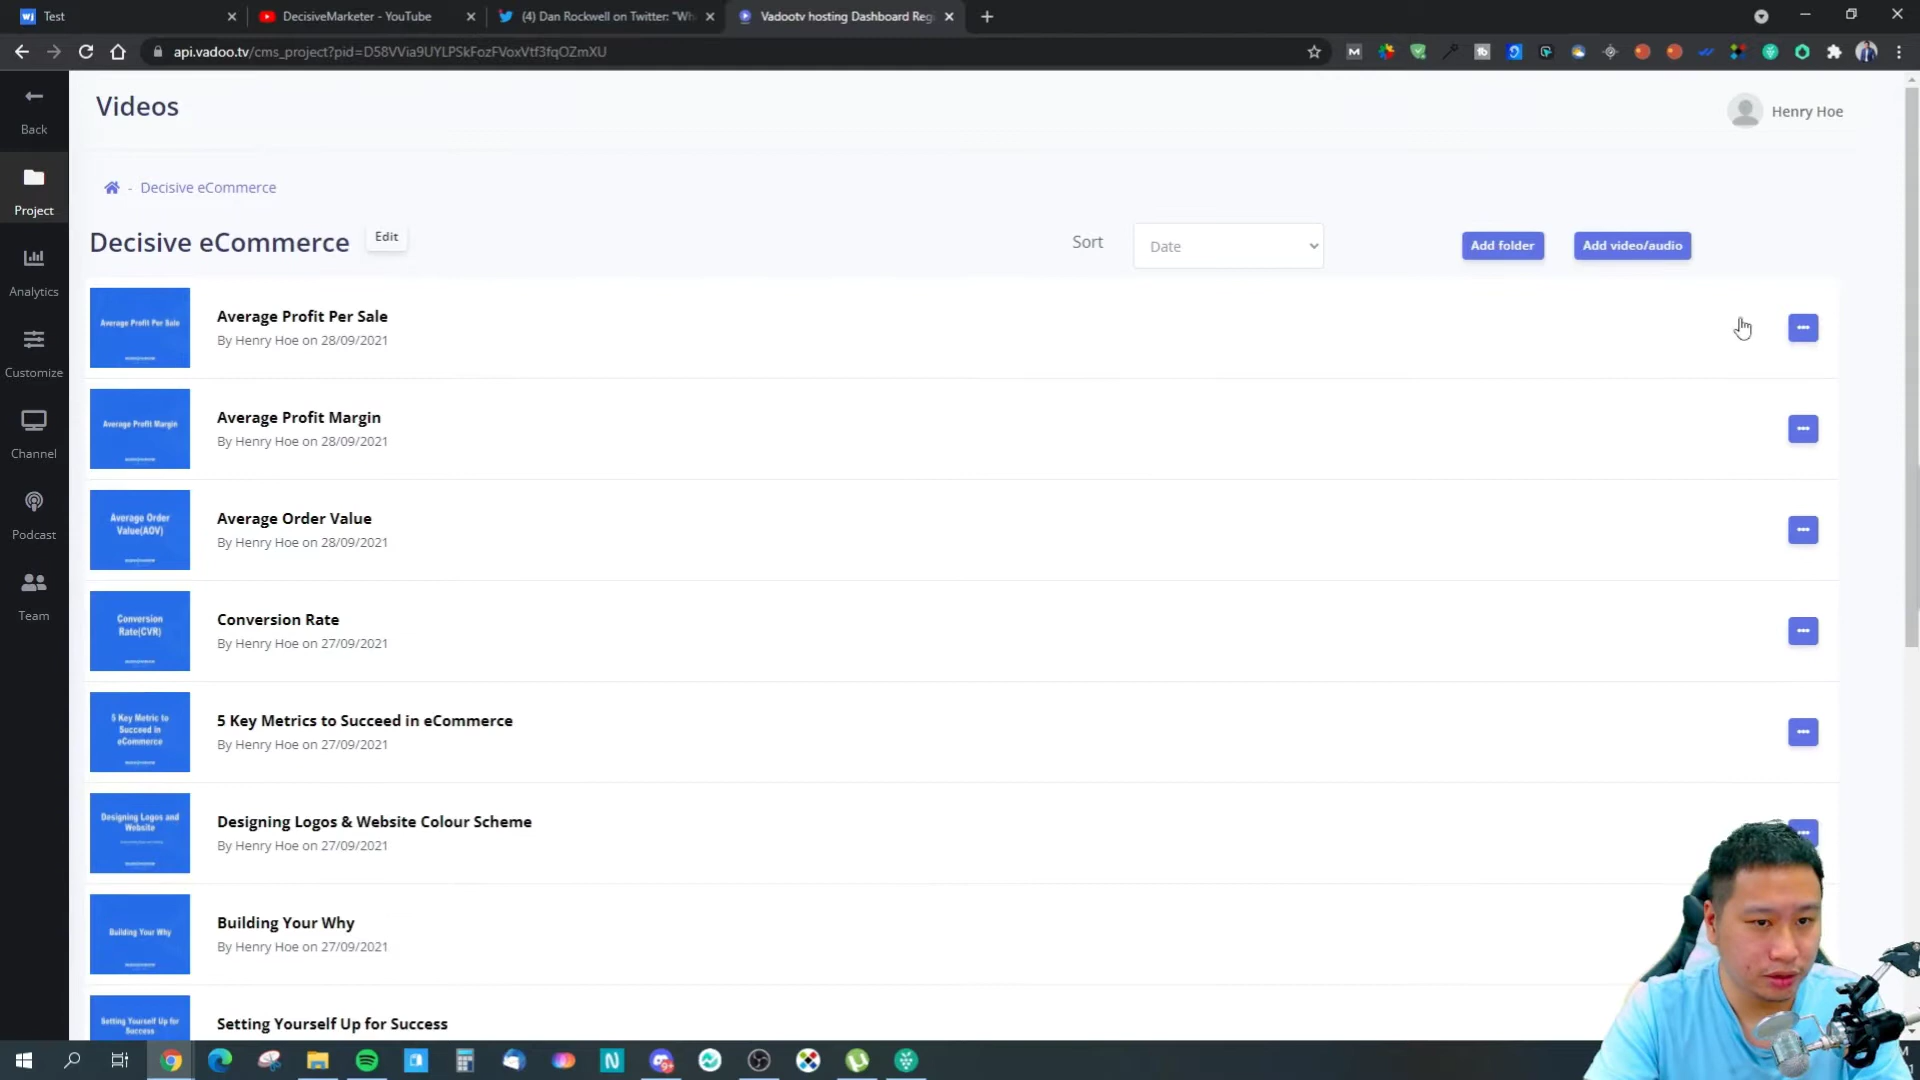 Test
DecisiveMarketer - YouTube
(4) Dan Rockwell on Twitter: "Wh
Vadootv hosting Dashboard Reg
api.vadoo.tv/cms_project?pid=D58VVia9UYLPSkFozFVoxVtf3fqOZmXU
Back
Project
Analytics
Customize
Channel
Podcast
Team
Videos
Henry Hoe
- Decisive eCommerce
Decisive eCommerce
Edit
Sort
Date
Add folder
Add video/audio
Average Profit Per Sale
Average Profit Per Sale
By Henry Hoe on 28/09/2021
Average Profit Margin
Average Profit Margin
By Henry Hoe on 28/09/2021
Average Order
Value(AOV)
Average Order Value
By Henry Hoe on 28/09/2021
Conversion
Rate(CVR)
Conversion Rate
By Henry Hoe on 27/09/2021
5 Key Metric to
Succeed in
eCommerce
5 Key Metrics to Succeed in eCommerce
By Henry Hoe on 27/09/2021
Designing Logos and
Website
Designing Logos & Website Colour Scheme
By Henry Hoe on 27/09/2021
Building Your Why
Building Your Why
By Henry Hoe on 27/09/2021
Setting Yourself Up for
Success
Setting Yourself Up for Success